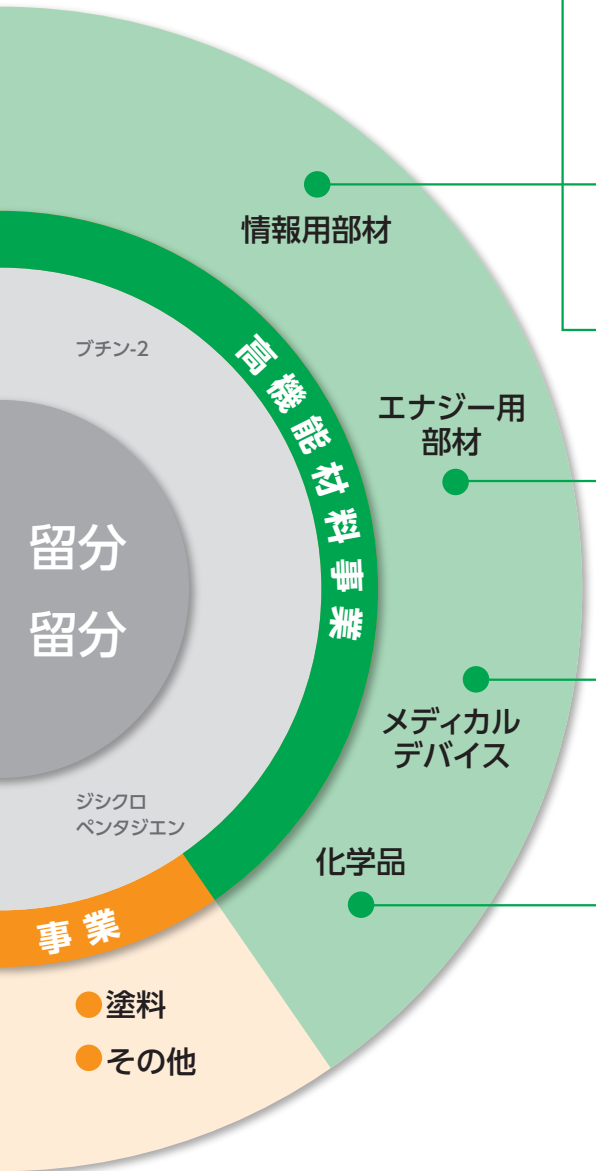 情報用部材
ブチン-2
高機能材料事業
エナジー用
部材
留分
留分
メディカル
デバイス
ジシクロ
ペンタジエン
化学品
事業
塗料
その他